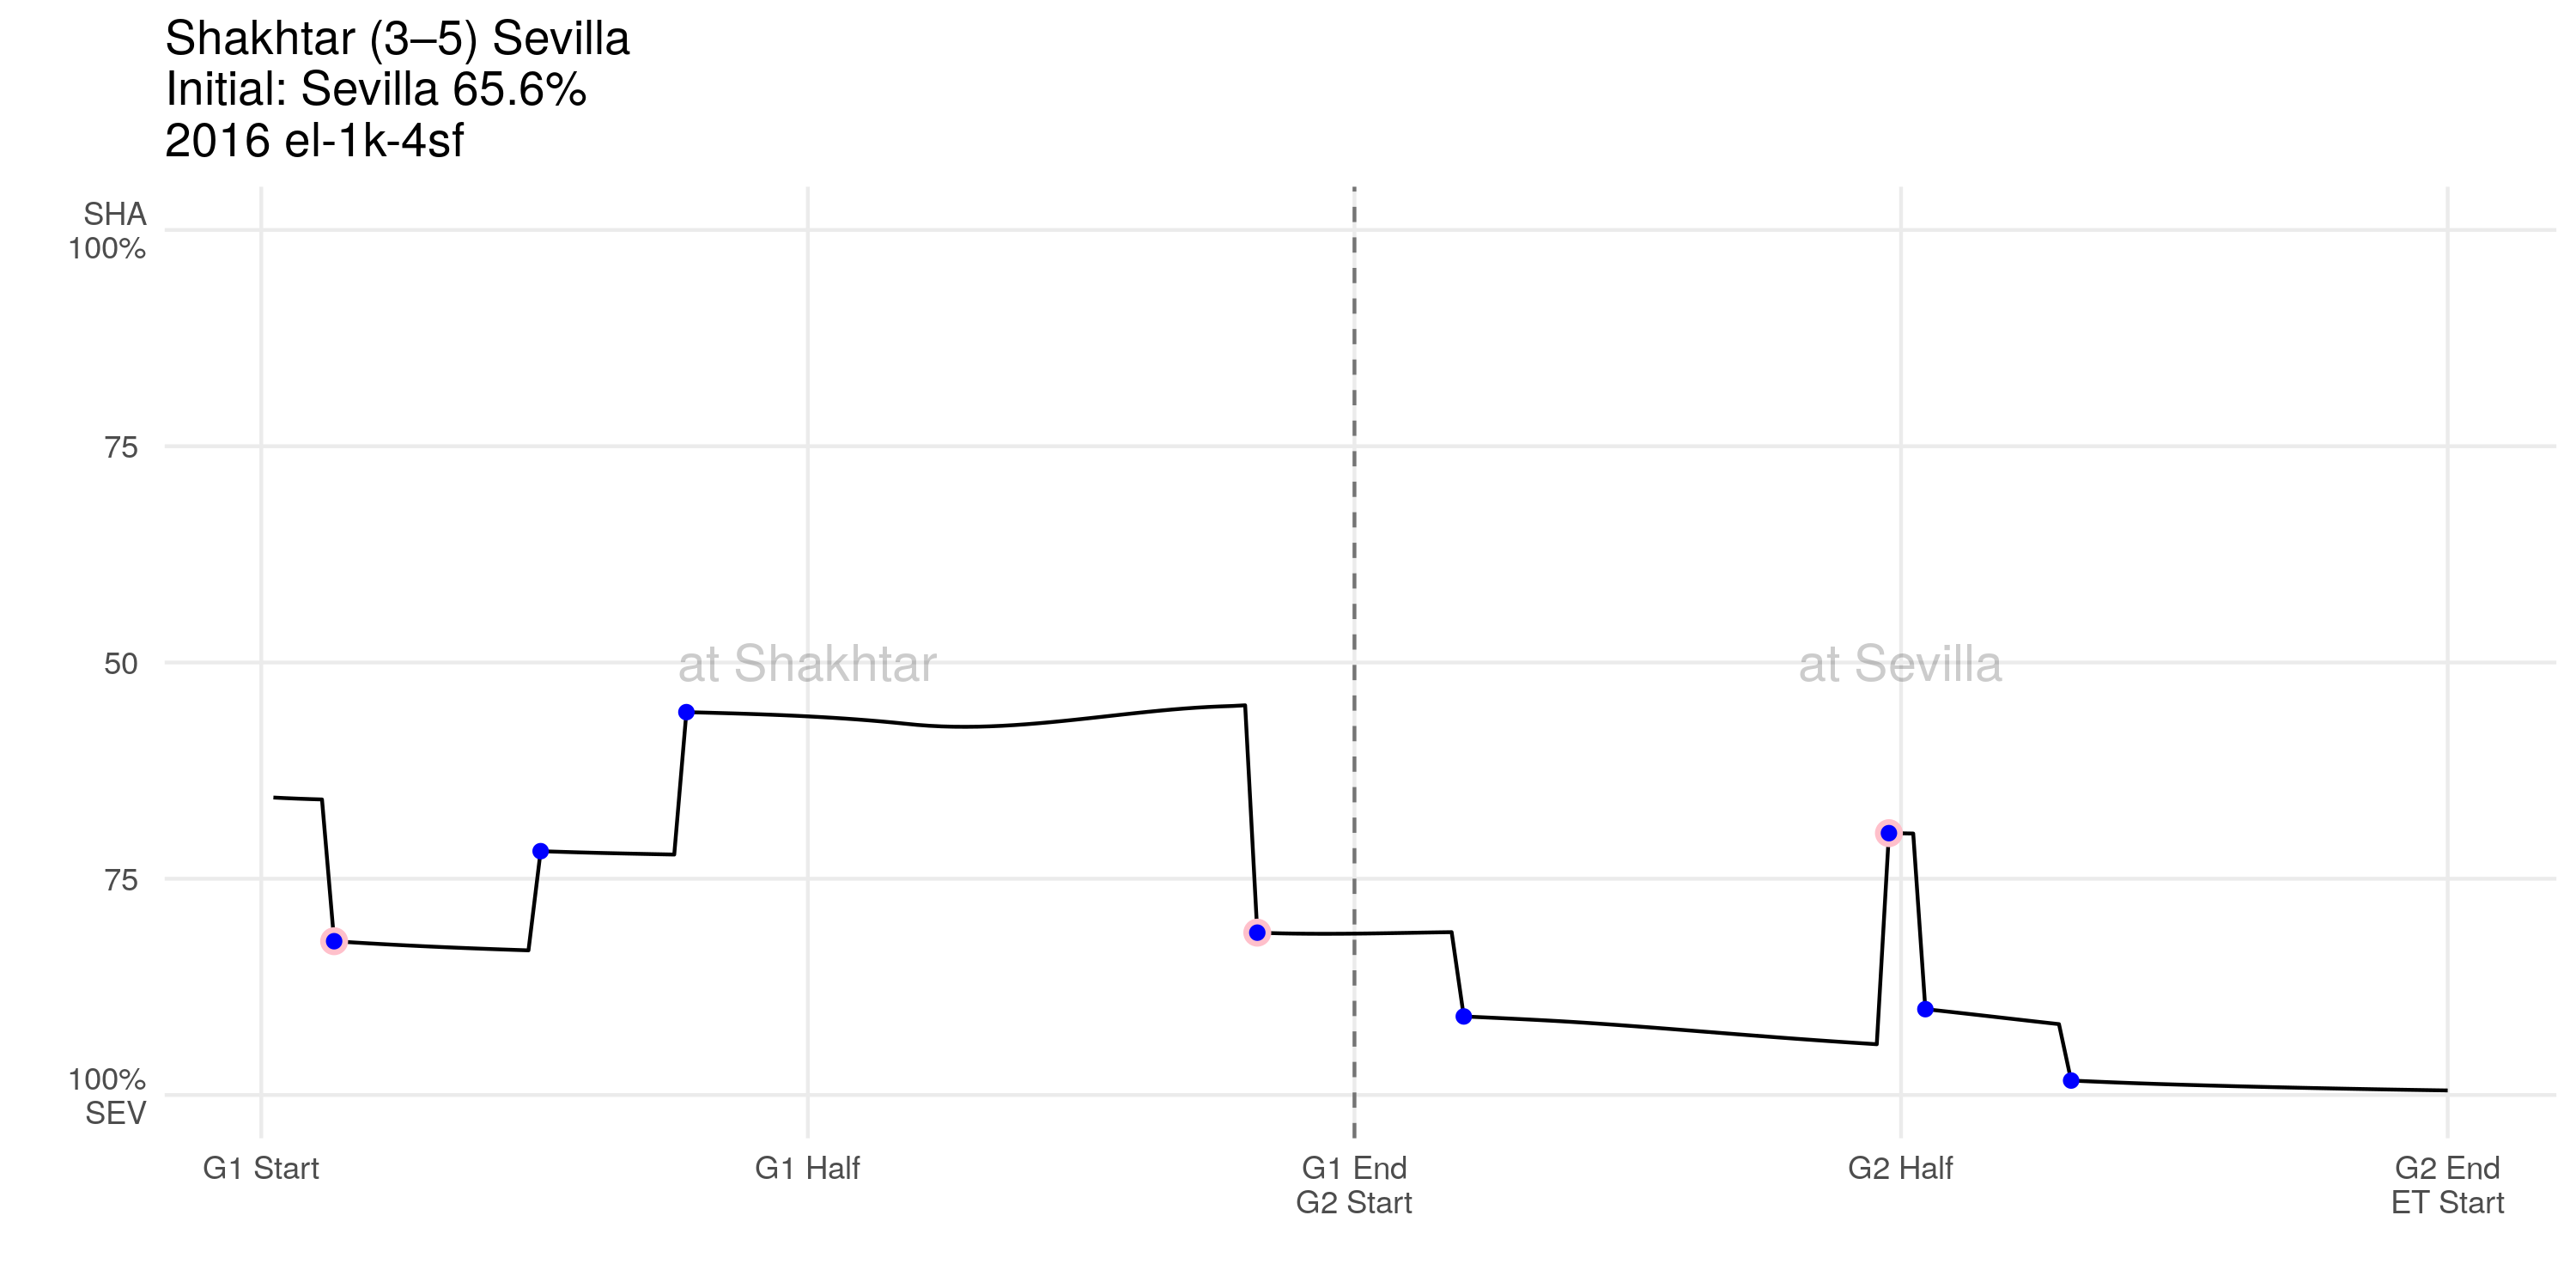 Shakhtar (3–5) Sevilla
Initial: Sevilla 65.6%
2016 el-1k-4sf
SHA
100%
75
50
75
100%
SEV
at Shakhtar
at Sevilla
G1 Start
G1 Half
G1 End
G2 Start
G2 Half
G2 End
ET Start